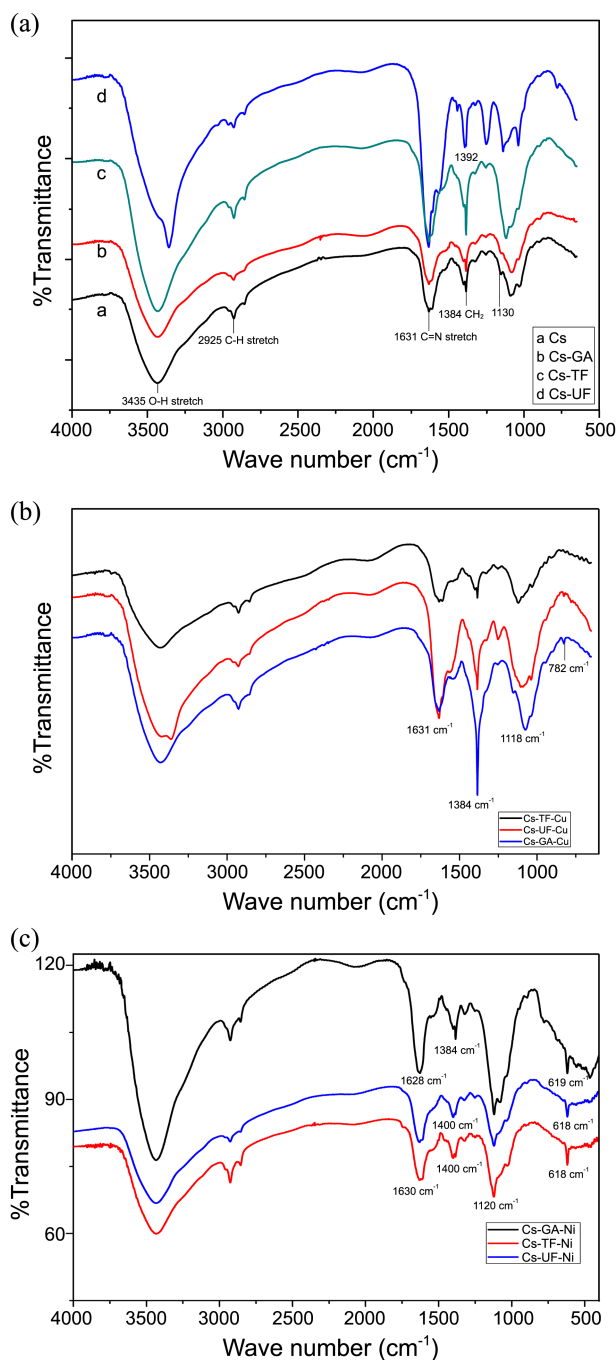 (a)
%Transmittance
d
c
b
a
1392
2925 C-H stretch
1384 CH₂
1130
1631 C=N stretch
3435 O-H stretch
a Cs
b Cs-GA
c Cs-TF
d Cs-UF
4000 3500 3000 2500 2000 1500 1000 500
Wave number (cm⁻¹)
(b)
%Transmittance
782 cm⁻¹
1631 cm⁻¹
1118 cm⁻¹
1384 cm⁻¹
Cs-TF-Cu
Cs-UF-Cu
Cs-GA-Cu
4000 3500 3000 2500 2000 1500 1000
Wave number (cm⁻¹)
(c)
%Transmittance
120
90
60
1384 cm⁻¹
1628 cm⁻¹
619 cm⁻¹
1400 cm⁻¹
618 cm⁻¹
1400 cm⁻¹
1630 cm⁻¹
618 cm⁻¹
1120 cm⁻¹
Cs-GA-Ni
Cs-TF-Ni
Cs-UF-Ni
4000 3500 3000 2500 2000 1500 1000 500
Wave number (cm⁻¹)